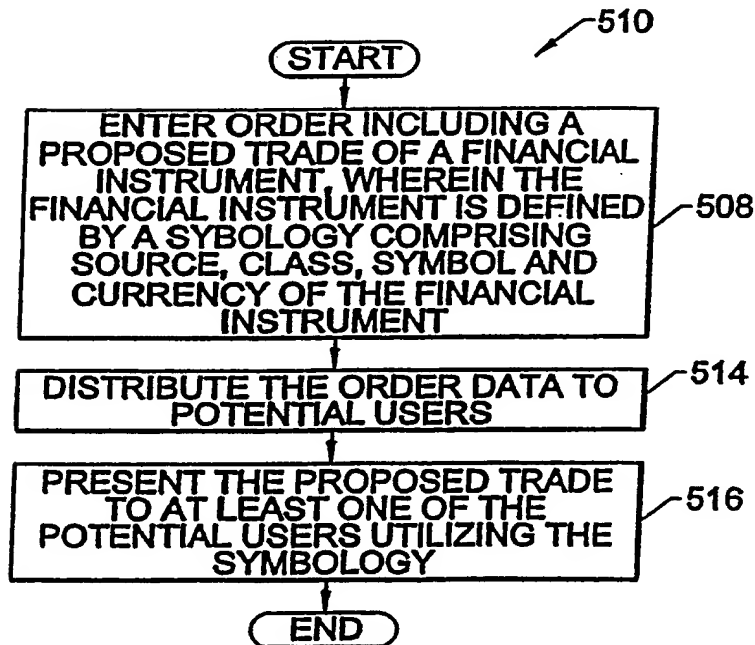 510
START
ENTER ORDER INCLUDING A
PROPOSED TRADE OF A FINANCIAL
INSTRUMENT, WHEREIN THE
FINANCIAL INSTRUMENT IS DEFINED
BY A SYBOLOGY COMPRISING
SOURCE, CLASS, SYMBOL AND
CURRENCY OF THE FINANCIAL
INSTRUMENT
508
DISTRIBUTE THE ORDER DATA TO
POTENTIAL USERS
514
PRESENT THE PROPOSED TRADE
TO AT LEAST ONE OF THE
POTENTIAL USERS UTILIZING THE
SYMBOLOGY
516
END